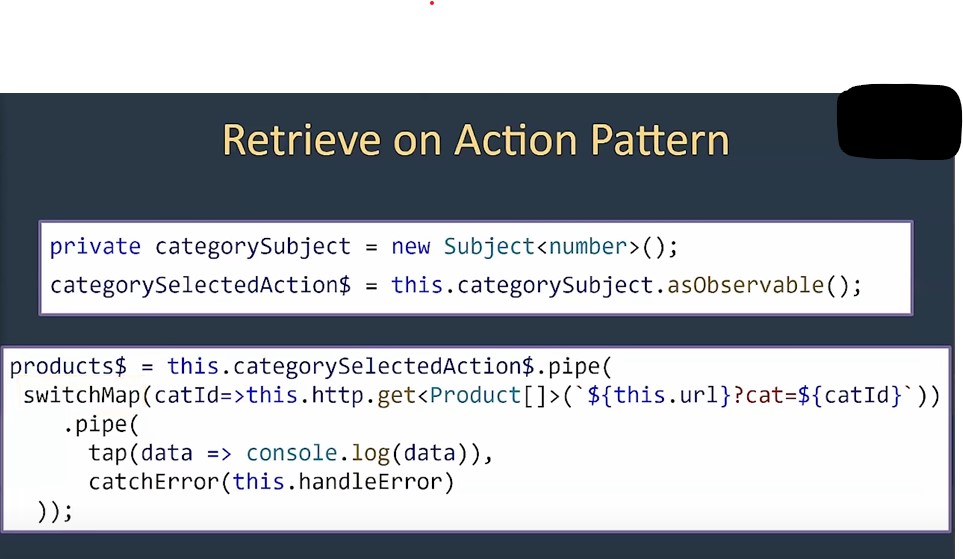 Retrieve on Action Pattern
private categorySubject = new Subject<number>();
categorySelectedAction$ = this.categorySubject.asObservable();
products$ = this.categorySelectedAction$.pipe(
switchMap(catId=>this.http.get<Product[]>(`${this.url}?cat=${catId}`))
.pipe(
tap(data => console.log(data)),
catchError(this.handleError)
));